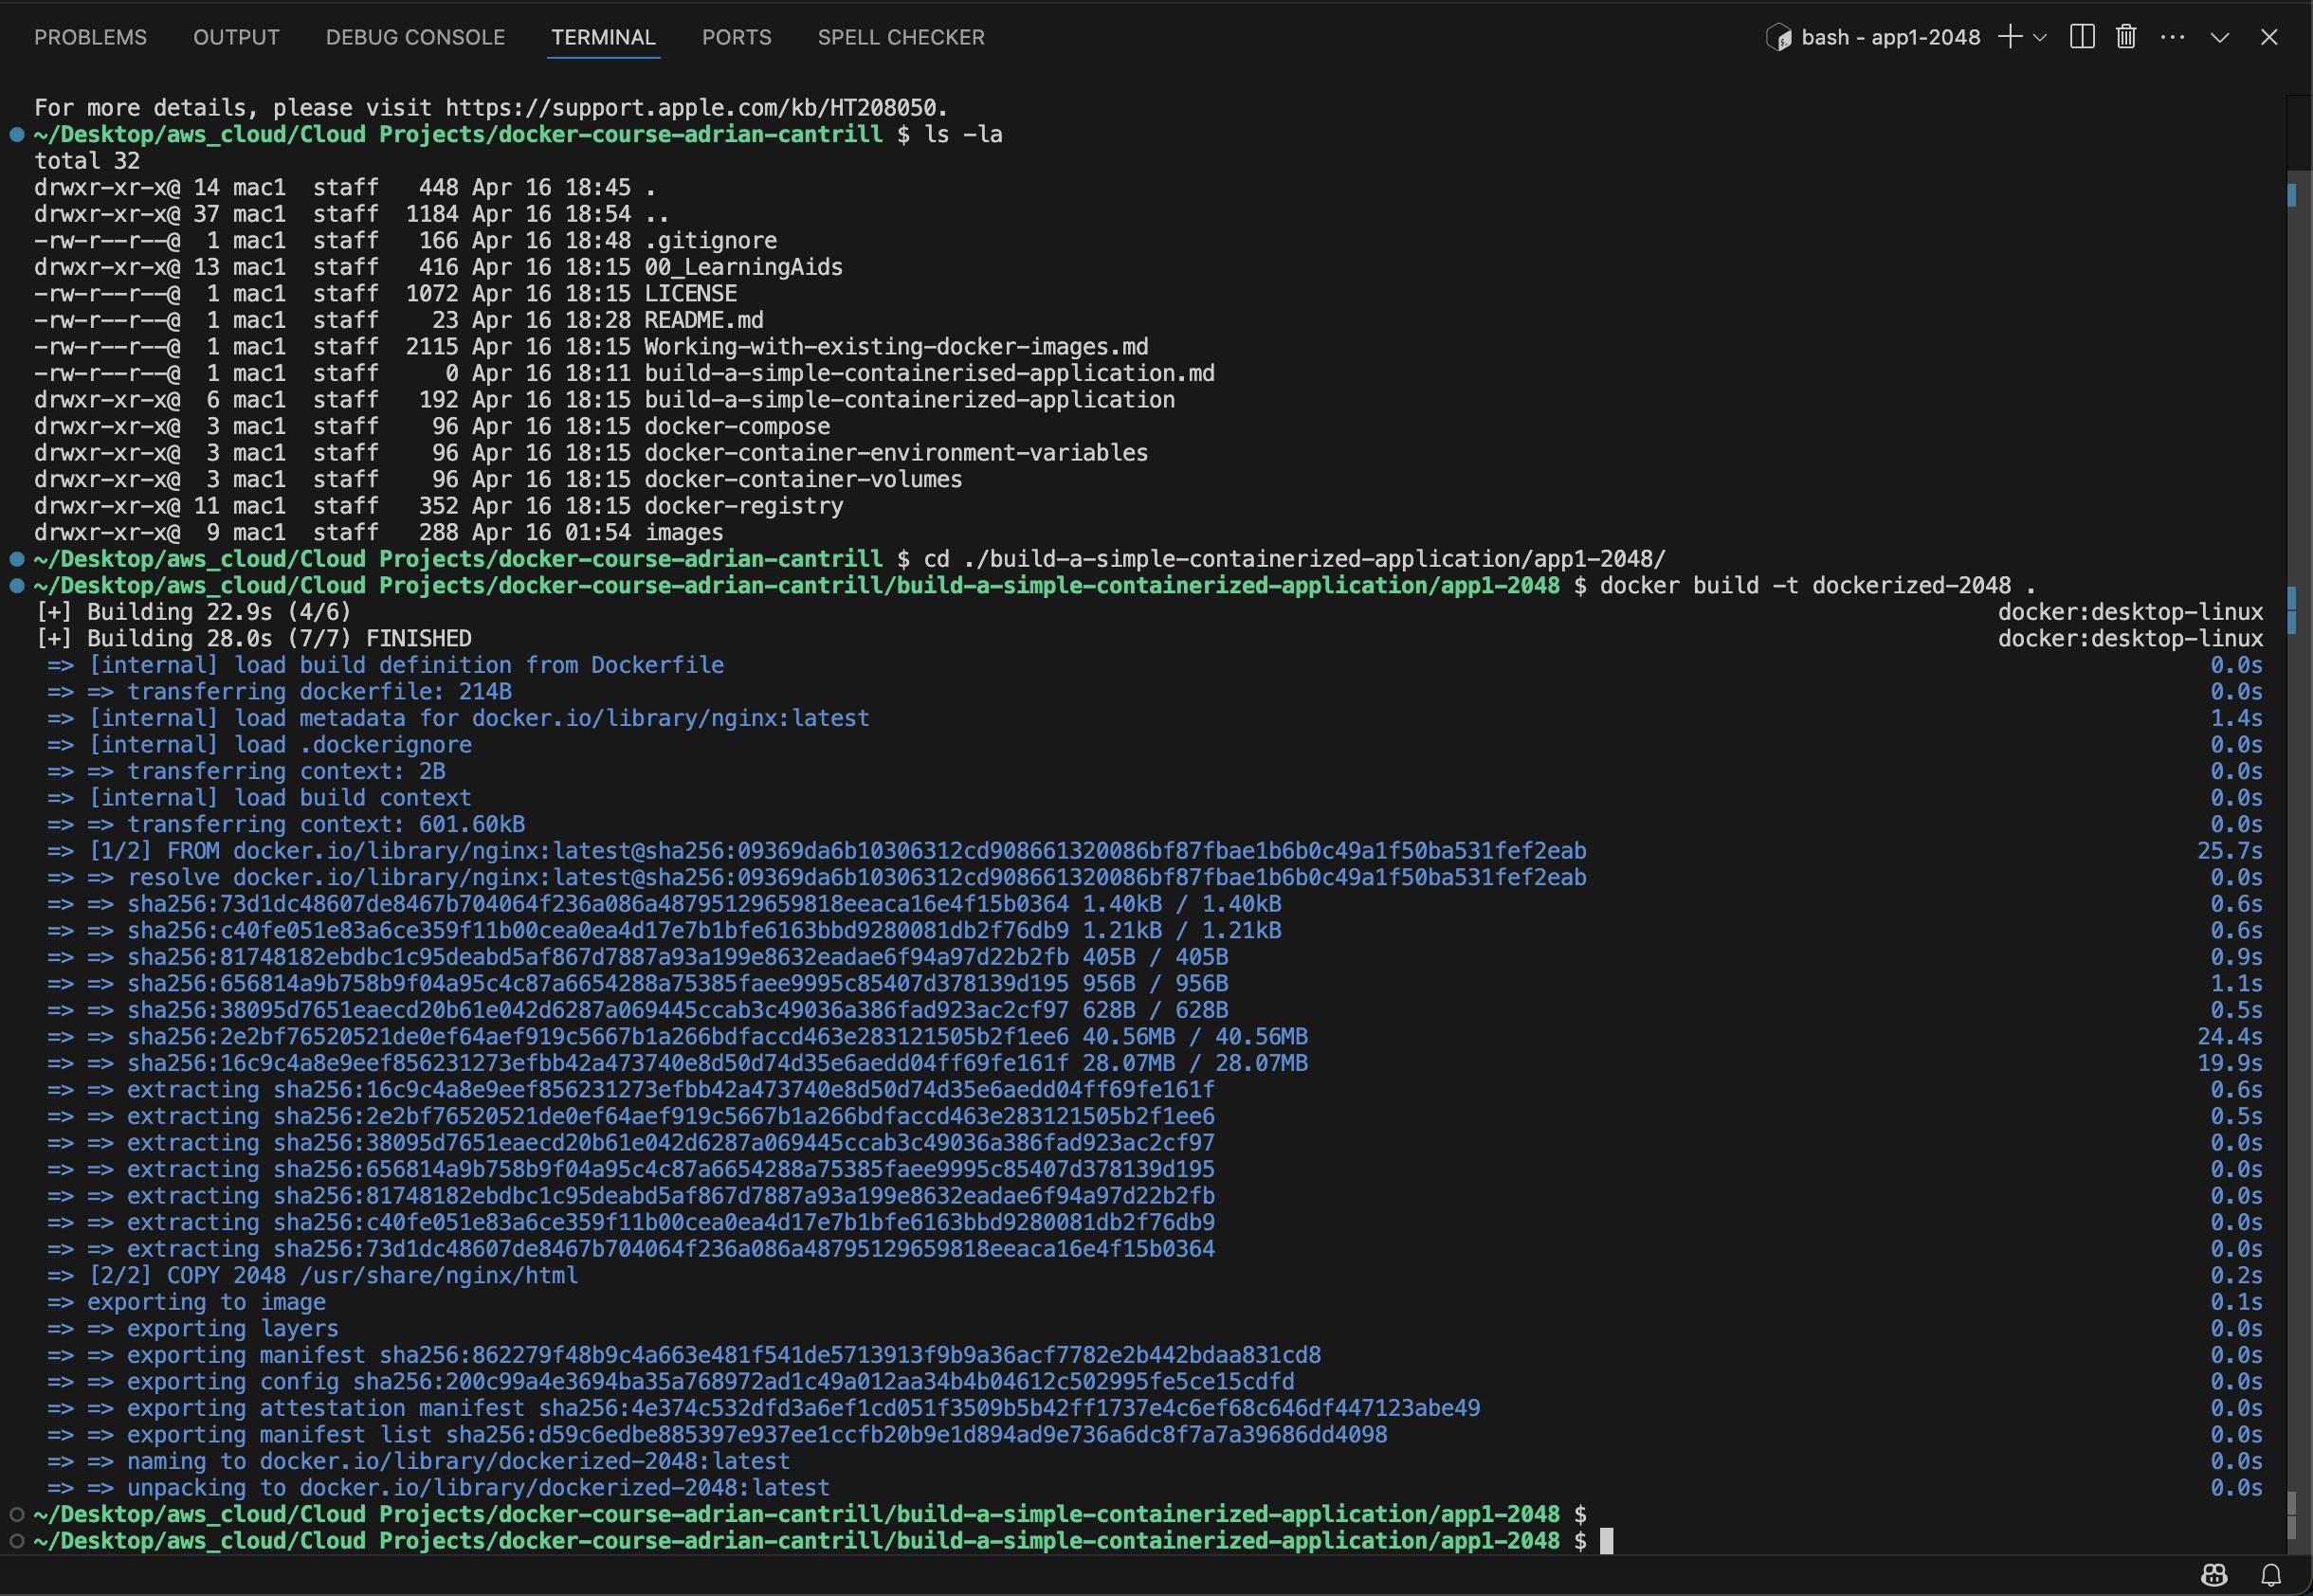 PROBLEMS OUTPUT DEBUG CONSOLE TERMINAL PORTS SPELL CHECKER bash - app1-2048
For more details, please visit https://support.apple.com/kb/HT208050.
~/Desktop/aws_cloud/Cloud Projects/docker-course-adrian-cantrill $ ls -la
total 32
drwxr-xr-x@ 14 mac1  staff   448 Apr 16 18:45 .
drwxr-xr-x@ 37 mac1  staff  1184 Apr 16 18:54 ..
-rw-r--r--@  1 mac1  staff   166 Apr 16 18:48 .gitignore
drwxr-xr-x@ 13 mac1  staff   416 Apr 16 18:15 00_LearningAids
-rw-r--r--@  1 mac1  staff  1072 Apr 16 18:15 LICENSE
-rw-r--r--@  1 mac1  staff    23 Apr 16 18:28 README.md
-rw-r--r--@  1 mac1  staff  2115 Apr 16 18:15 Working-with-existing-docker-images.md
-rw-r--r--@  1 mac1  staff     0 Apr 16 18:11 build-a-simple-containerised-application.md
drwxr-xr-x@  6 mac1  staff   192 Apr 16 18:15 build-a-simple-containerized-application
drwxr-xr-x@  3 mac1  staff    96 Apr 16 18:15 docker-compose
drwxr-xr-x@  3 mac1  staff    96 Apr 16 18:15 docker-container-environment-variables
drwxr-xr-x@  3 mac1  staff    96 Apr 16 18:15 docker-container-volumes
drwxr-xr-x@ 11 mac1  staff   352 Apr 16 18:15 docker-registry
drwxr-xr-x@  9 mac1  staff   288 Apr 16 01:54 images
~/Desktop/aws_cloud/Cloud Projects/docker-course-adrian-cantrill $ cd ./build-a-simple-containerized-application/app1-2048/
~/Desktop/aws_cloud/Cloud Projects/docker-course-adrian-cantrill/build-a-simple-containerized-application/app1-2048 $ docker build -t dockerized-2048 .
[+] Building 22.9s (4/6) docker:desktop-linux
[+] Building 28.0s (7/7) FINISHED docker:desktop-linux
=> [internal] load build definition from Dockerfile 0.0s
=> => transferring dockerfile: 214B 0.0s
=> [internal] load metadata for docker.io/library/nginx:latest 1.4s
=> [internal] load .dockerignore 0.0s
=> => transferring context: 2B 0.0s
=> [internal] load build context 0.0s
=> => transferring context: 601.60kB 0.0s
=> [1/2] FROM docker.io/library/nginx:latest@sha256:09369da6b10306312cd908661320086bf87fbae1b6b0c49a1f50ba531fef2eab 25.7s
=> => resolve docker.io/library/nginx:latest@sha256:09369da6b10306312cd908661320086bf87fbae1b6b0c49a1f50ba531fef2eab 0.0s
=> => sha256:73d1dc48607de8467b704064f236a086a48795129659818eeaca16e4f15b0364 1.40kB / 1.40kB 0.6s
=> => sha256:c40fe051e83a6ce359f11b00cea0ea4d17e7b1bfe6163bbd9280081db2f76db9 1.21kB / 1.21kB 0.6s
=> => sha256:81748182ebdbc1c95deabd5af867d7887a93a199e8632eadae6f94a97d22b2fb 405B / 405B 0.9s
=> => sha256:656814a9b758b9f04a95c4c87a6654288a75385faee9995c85407d378139d195 956B / 956B 1.1s
=> => sha256:38095d7651eaecd20b61e042d6287a069445ccab3c49036a386fad923ac2cf97 628B / 628B 0.5s
=> => sha256:2e2bf76520521de0ef64aef919c5667b1a266bdfaccd463e283121505b2f1ee6 40.56MB / 40.56MB 24.4s
=> => sha256:16c9c4a8e9eef856231273efbb42a473740e8d50d74d35e6aedd04ff69fe161f 28.07MB / 28.07MB 19.9s
=> => extracting sha256:16c9c4a8e9eef856231273efbb42a473740e8d50d74d35e6aedd04ff69fe161f 0.6s
=> => extracting sha256:2e2bf76520521de0ef64aef919c5667b1a266bdfaccd463e283121505b2f1ee6 0.5s
=> => extracting sha256:38095d7651eaecd20b61e042d6287a069445ccab3c49036a386fad923ac2cf97 0.0s
=> => extracting sha256:656814a9b758b9f04a95c4c87a6654288a75385faee9995c85407d378139d195 0.0s
=> => extracting sha256:81748182ebdbc1c95deabd5af867d7887a93a199e8632eadae6f94a97d22b2fb 0.0s
=> => extracting sha256:c40fe051e83a6ce359f11b00cea0ea4d17e7b1bfe6163bbd9280081db2f76db9 0.0s
=> => extracting sha256:73d1dc48607de8467b704064f236a086a48795129659818eeaca16e4f15b0364 0.0s
=> [2/2] COPY 2048 /usr/share/nginx/html 0.2s
=> exporting to image 0.1s
=> => exporting layers 0.0s
=> => exporting manifest sha256:862279f48b9c4a663e481f541de5713913f9b9a36acf7782e2b442bdaa831cd8 0.0s
=> => exporting config sha256:200c99a4e3694ba35a768972ad1c49a012aa34b4b04612c502995fe5ce15cdfd 0.0s
=> => exporting attestation manifest sha256:4e374c532dfd3a6ef1cd051f3509b5b42ff1737e4c6ef68c646df447123abe49 0.0s
=> => exporting manifest list sha256:d59c6edbe885397e937ee1ccfb20b9e1d894ad9e736a6dc8f7a7a39686dd4098 0.0s
=> => naming to docker.io/library/dockerized-2048:latest 0.0s
=> => unpacking to docker.io/library/dockerized-2048:latest 0.0s
~/Desktop/aws_cloud/Cloud Projects/docker-course-adrian-cantrill/build-a-simple-containerized-application/app1-2048 $
~/Desktop/aws_cloud/Cloud Projects/docker-course-adrian-cantrill/build-a-simple-containerized-application/app1-2048 $